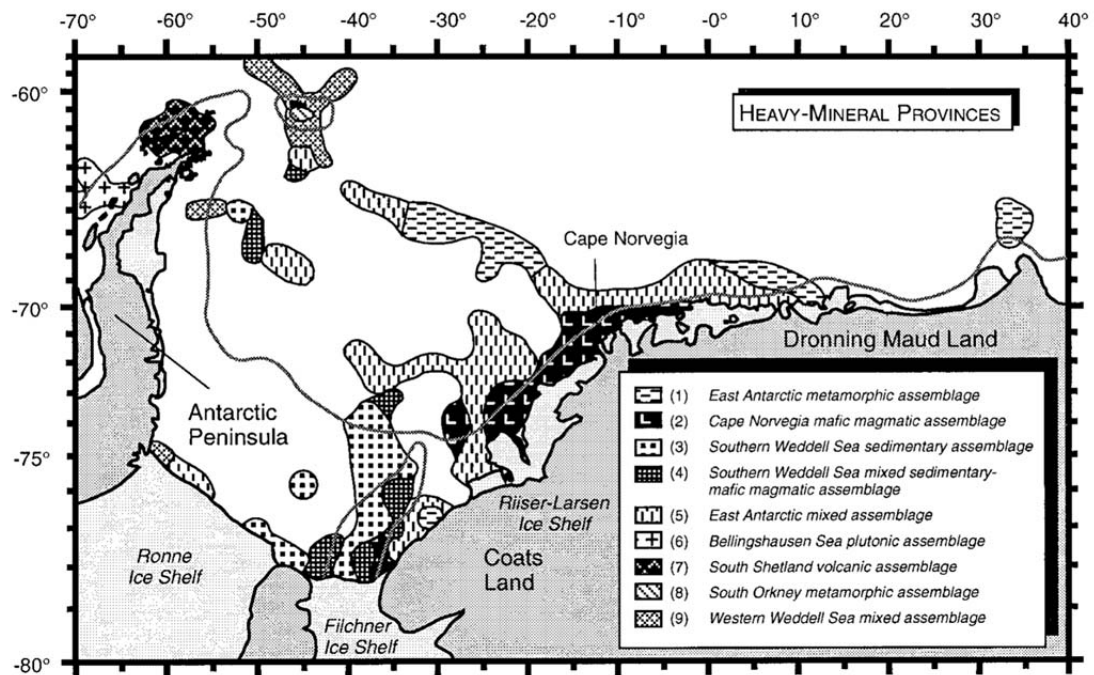 -70° -60° -50° -40° -30° -20° -10° -0° 10° 20° 30° 40°
-60°
HEAVY-MINERAL PROVINCES
Cape Norvegia
-70°
Dronning Maud Land
Antarctic
Peninsula
-75°
Riiser-Larsen
Ice Shelf
Ronne
Ice Shelf
Coats
Land
Filchner
Ice Shelf
-80°
(1) East Antarctic metamorphic assemblage
(2) Cape Norvegia mafic magmatic assemblage
(3) Southern Weddell Sea sedimentary assemblage
(4) Southern Weddell Sea mixed sedimentary-
mafic magmatic assemblage
(5) East Antarctic mixed assemblage
(6) Bellingshausen Sea plutonic assemblage
(7) South Shetland volcanic assemblage
(8) South Orkney metamorphic assemblage
(9) Western Weddell Sea mixed assemblage